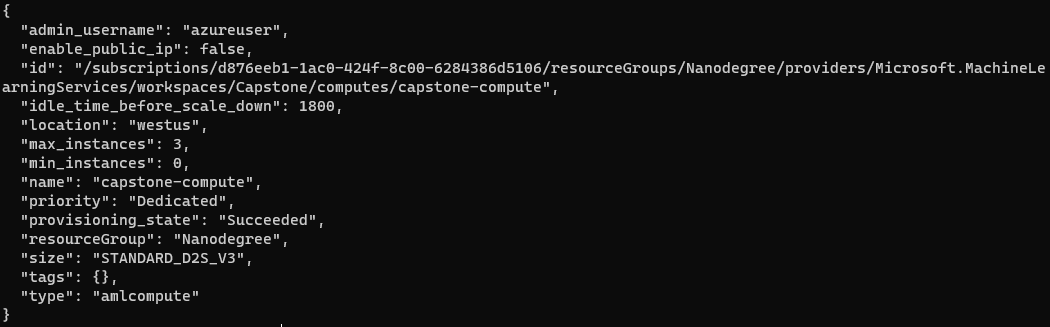 {
  "admin_username": "azureuser",
  "enable_public_ip": false,
  "id": "/subscriptions/d876eeb1-1ac0-424f-8c00-6284386d5106/resourceGroups/Nanodegree/providers/Microsoft.MachineLe
arningServices/workspaces/Capstone/computes/capstone-compute",
  "idle_time_before_scale_down": 1800,
  "location": "westus",
  "max_instances": 3,
  "min_instances": 0,
  "name": "capstone-compute",
  "priority": "Dedicated",
  "provisioning_state": "Succeeded",
  "resourceGroup": "Nanodegree",
  "size": "STANDARD_D2S_V3",
  "tags": {},
  "type": "amlcompute"
}